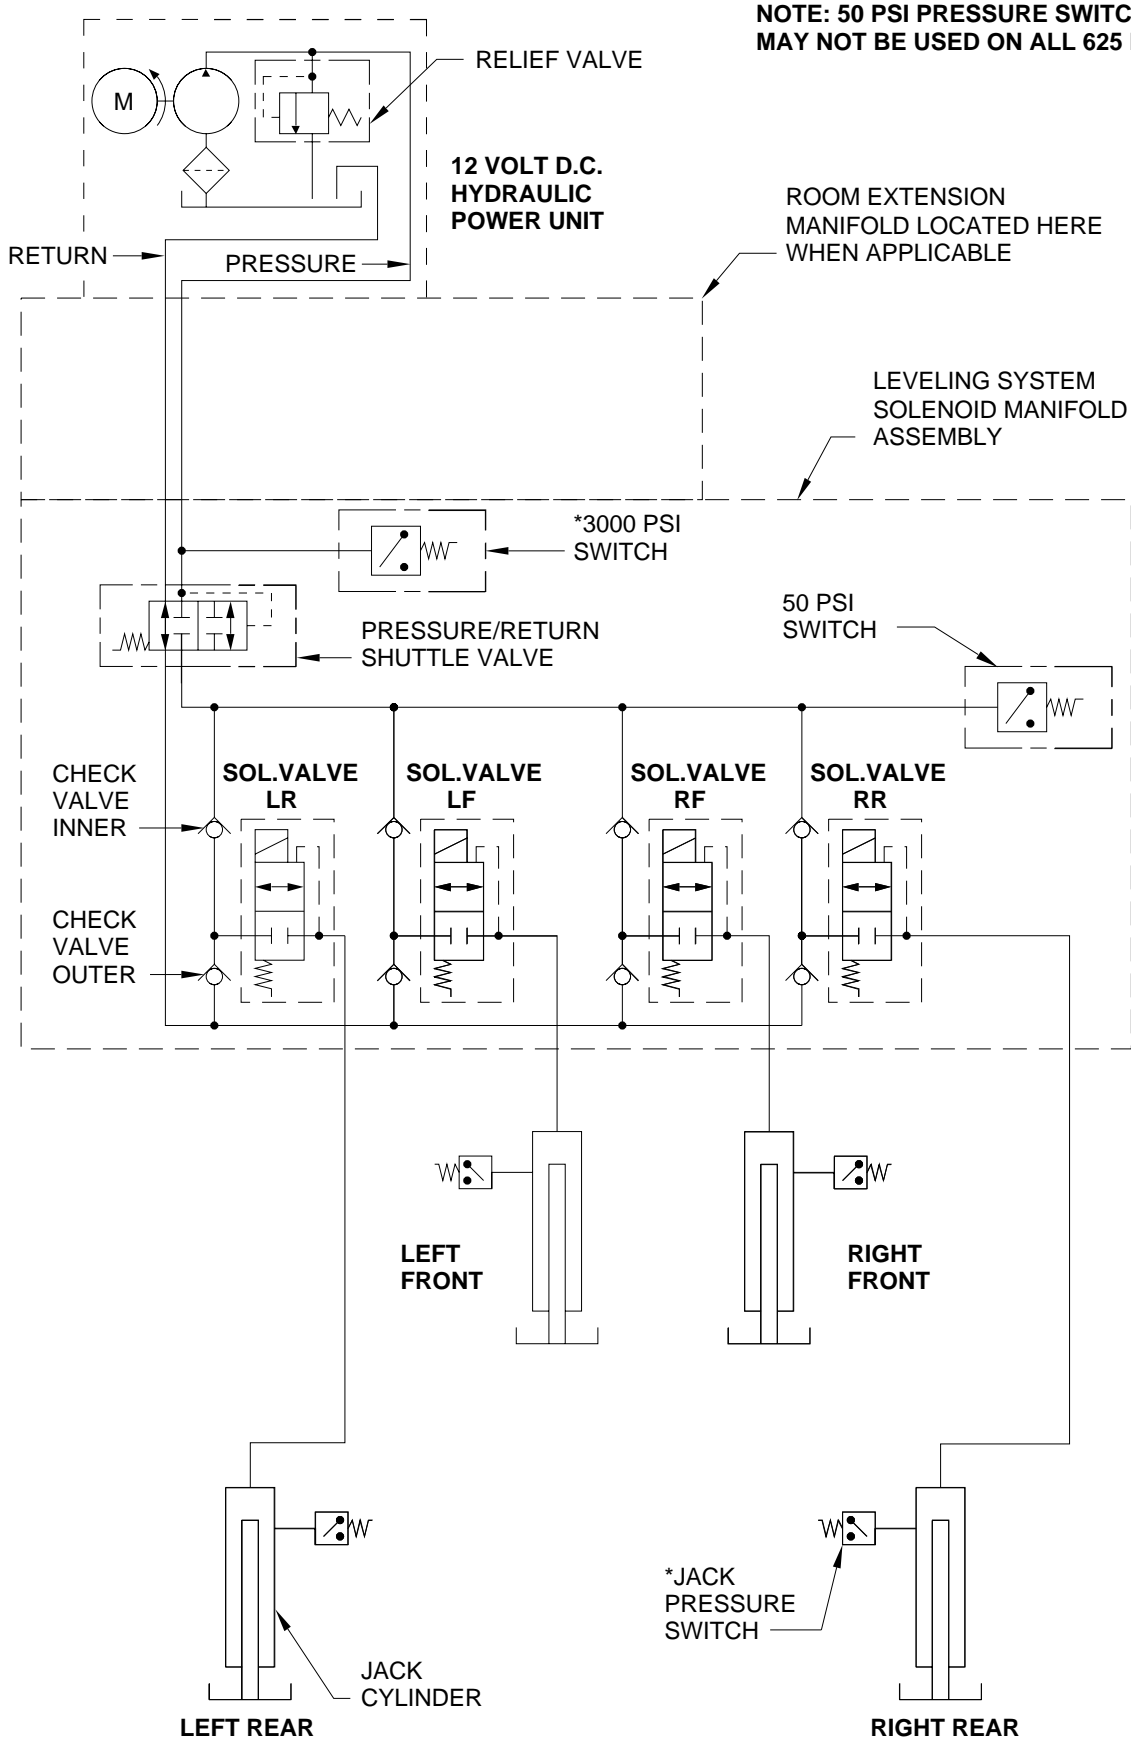 NOTE: 50 PSI PRESSURE
MAY NOT BE USED ON ALL 625
RELIEF VALVE
M
12 VOLT D.C.
HYDRAULIC
POWER UNIT
ROOM EXTENSION
MANIFOLD LOCATED HERE
WHEN APPLICABLE
RETURN
PRESSURE
LEVELING SYSTEM
SOLENOID MANIFOLD
ASSEMBLY
*3000 PSI
SWITCH
50 PSI
SWITCH
PRESSURE/RETURN
SHUTTLE VALVE
CHECK
VALVE
INNER
SOL.VALVE
LR
SOL.VALVE
LF
SOL.VALVE
RF
SOL.VALVE
RR
CHECK
VALVE
OUTER
LEFT
FRONT
RIGHT
FRONT
*JACK
PRESSURE
SWITCH
JACK
CYLINDER
LEFT REAR
RIGHT REAR